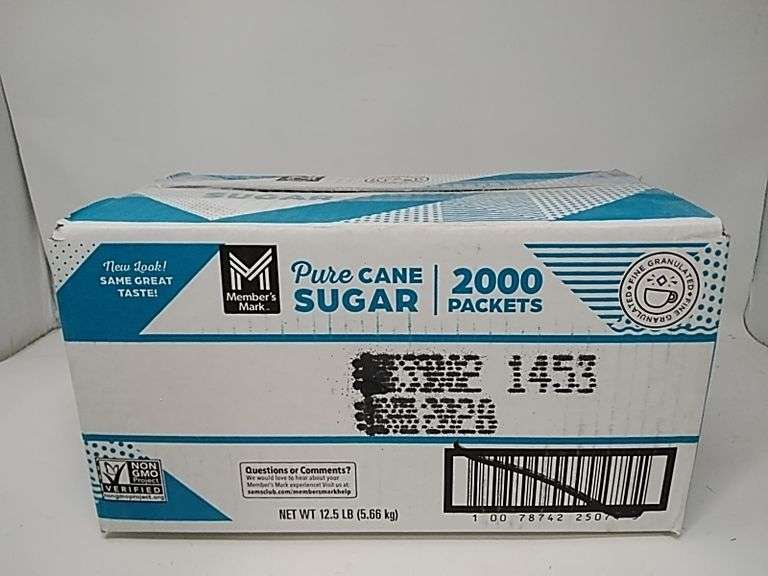 New Look!
SAME GREAT
TASTE!
Member's
Mark™
Pure CANE
SUGAR
2000
PACKETS
FINE GRANULATED • FINE GRANULATED •
1453
NON
GMO
Project
VERIFIED
nongmoproject.org
Questions or Comments?
We would love to hear about your
Member's Mark experience! Visit us at:
samsclub.com/membersmarkhelp
NET WT 12.5 LB (5.66 kg)
1 00 78742 2507